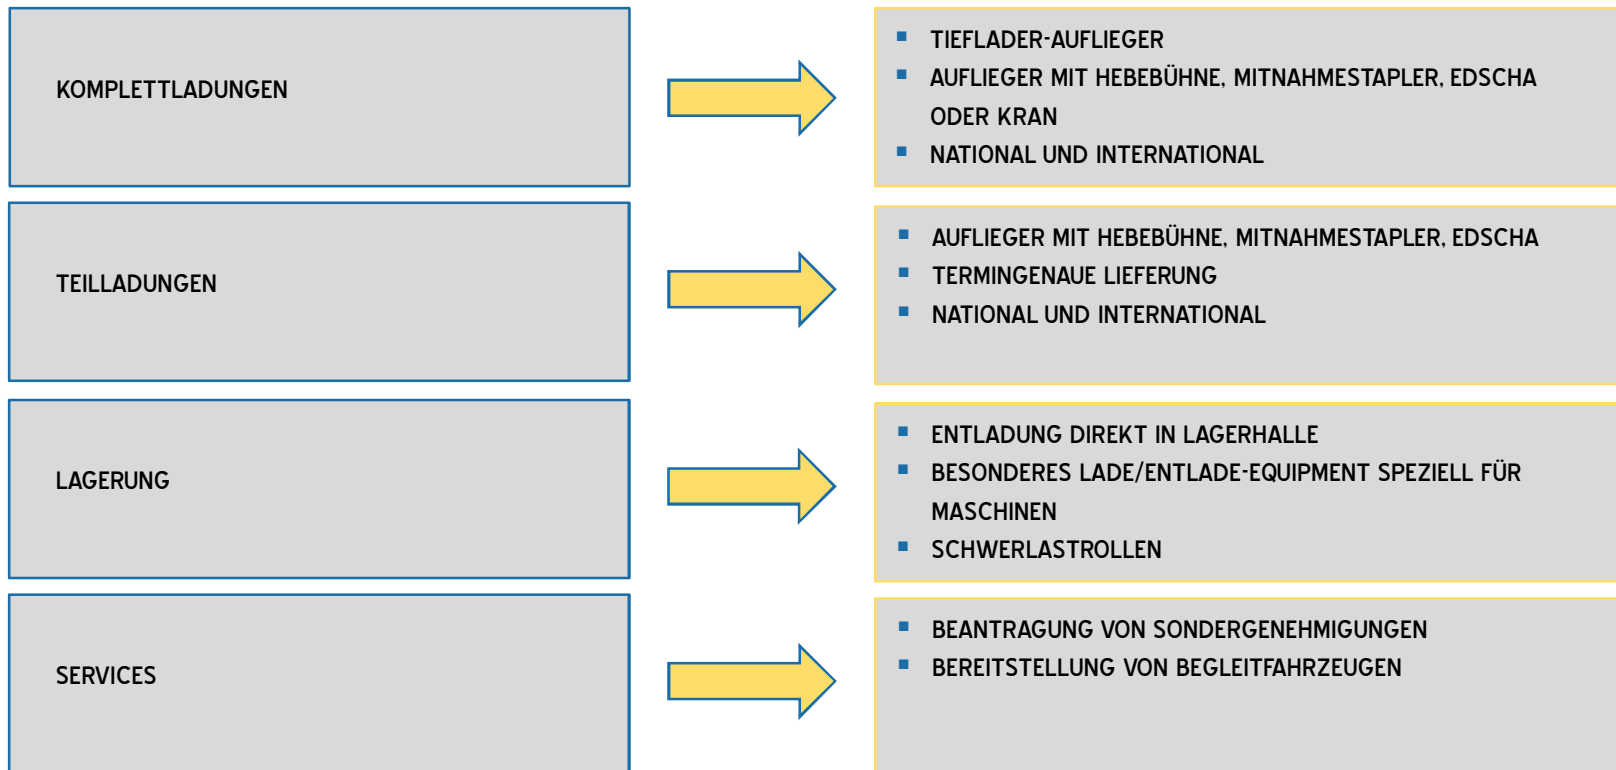 KOMPLETTLADUNGEN
▪ TIEFLADER-AUFLIEGER
▪ AUFLIEGER MIT HEBEBÜHNE, MITNAHMESTAPLER, EDSCHA
ODER KRAN
▪ NATIONAL UND INTERNATIONAL
TEILLADUNGEN
▪ AUFLIEGER MIT HEBEBÜHNE, MITNAHMESTAPLER, EDSCHA
▪ TERMINGENAUE LIEFERUNG
▪ NATIONAL UND INTERNATIONAL
LAGERUNG
▪ ENTLADUNG DIREKT IN LAGERHALLE
▪ BESONDERES LADE/ENTLADE-EQUIPMENT SPEZIELL FÜR
MASCHINEN
▪ SCHWERLASTROLLEN
SERVICES
▪ BEANTRAGUNG VON SONDERGENEHMIGUNGEN
▪ BEREITSTELLUNG VON BEGLEITFAHRZEUGEN